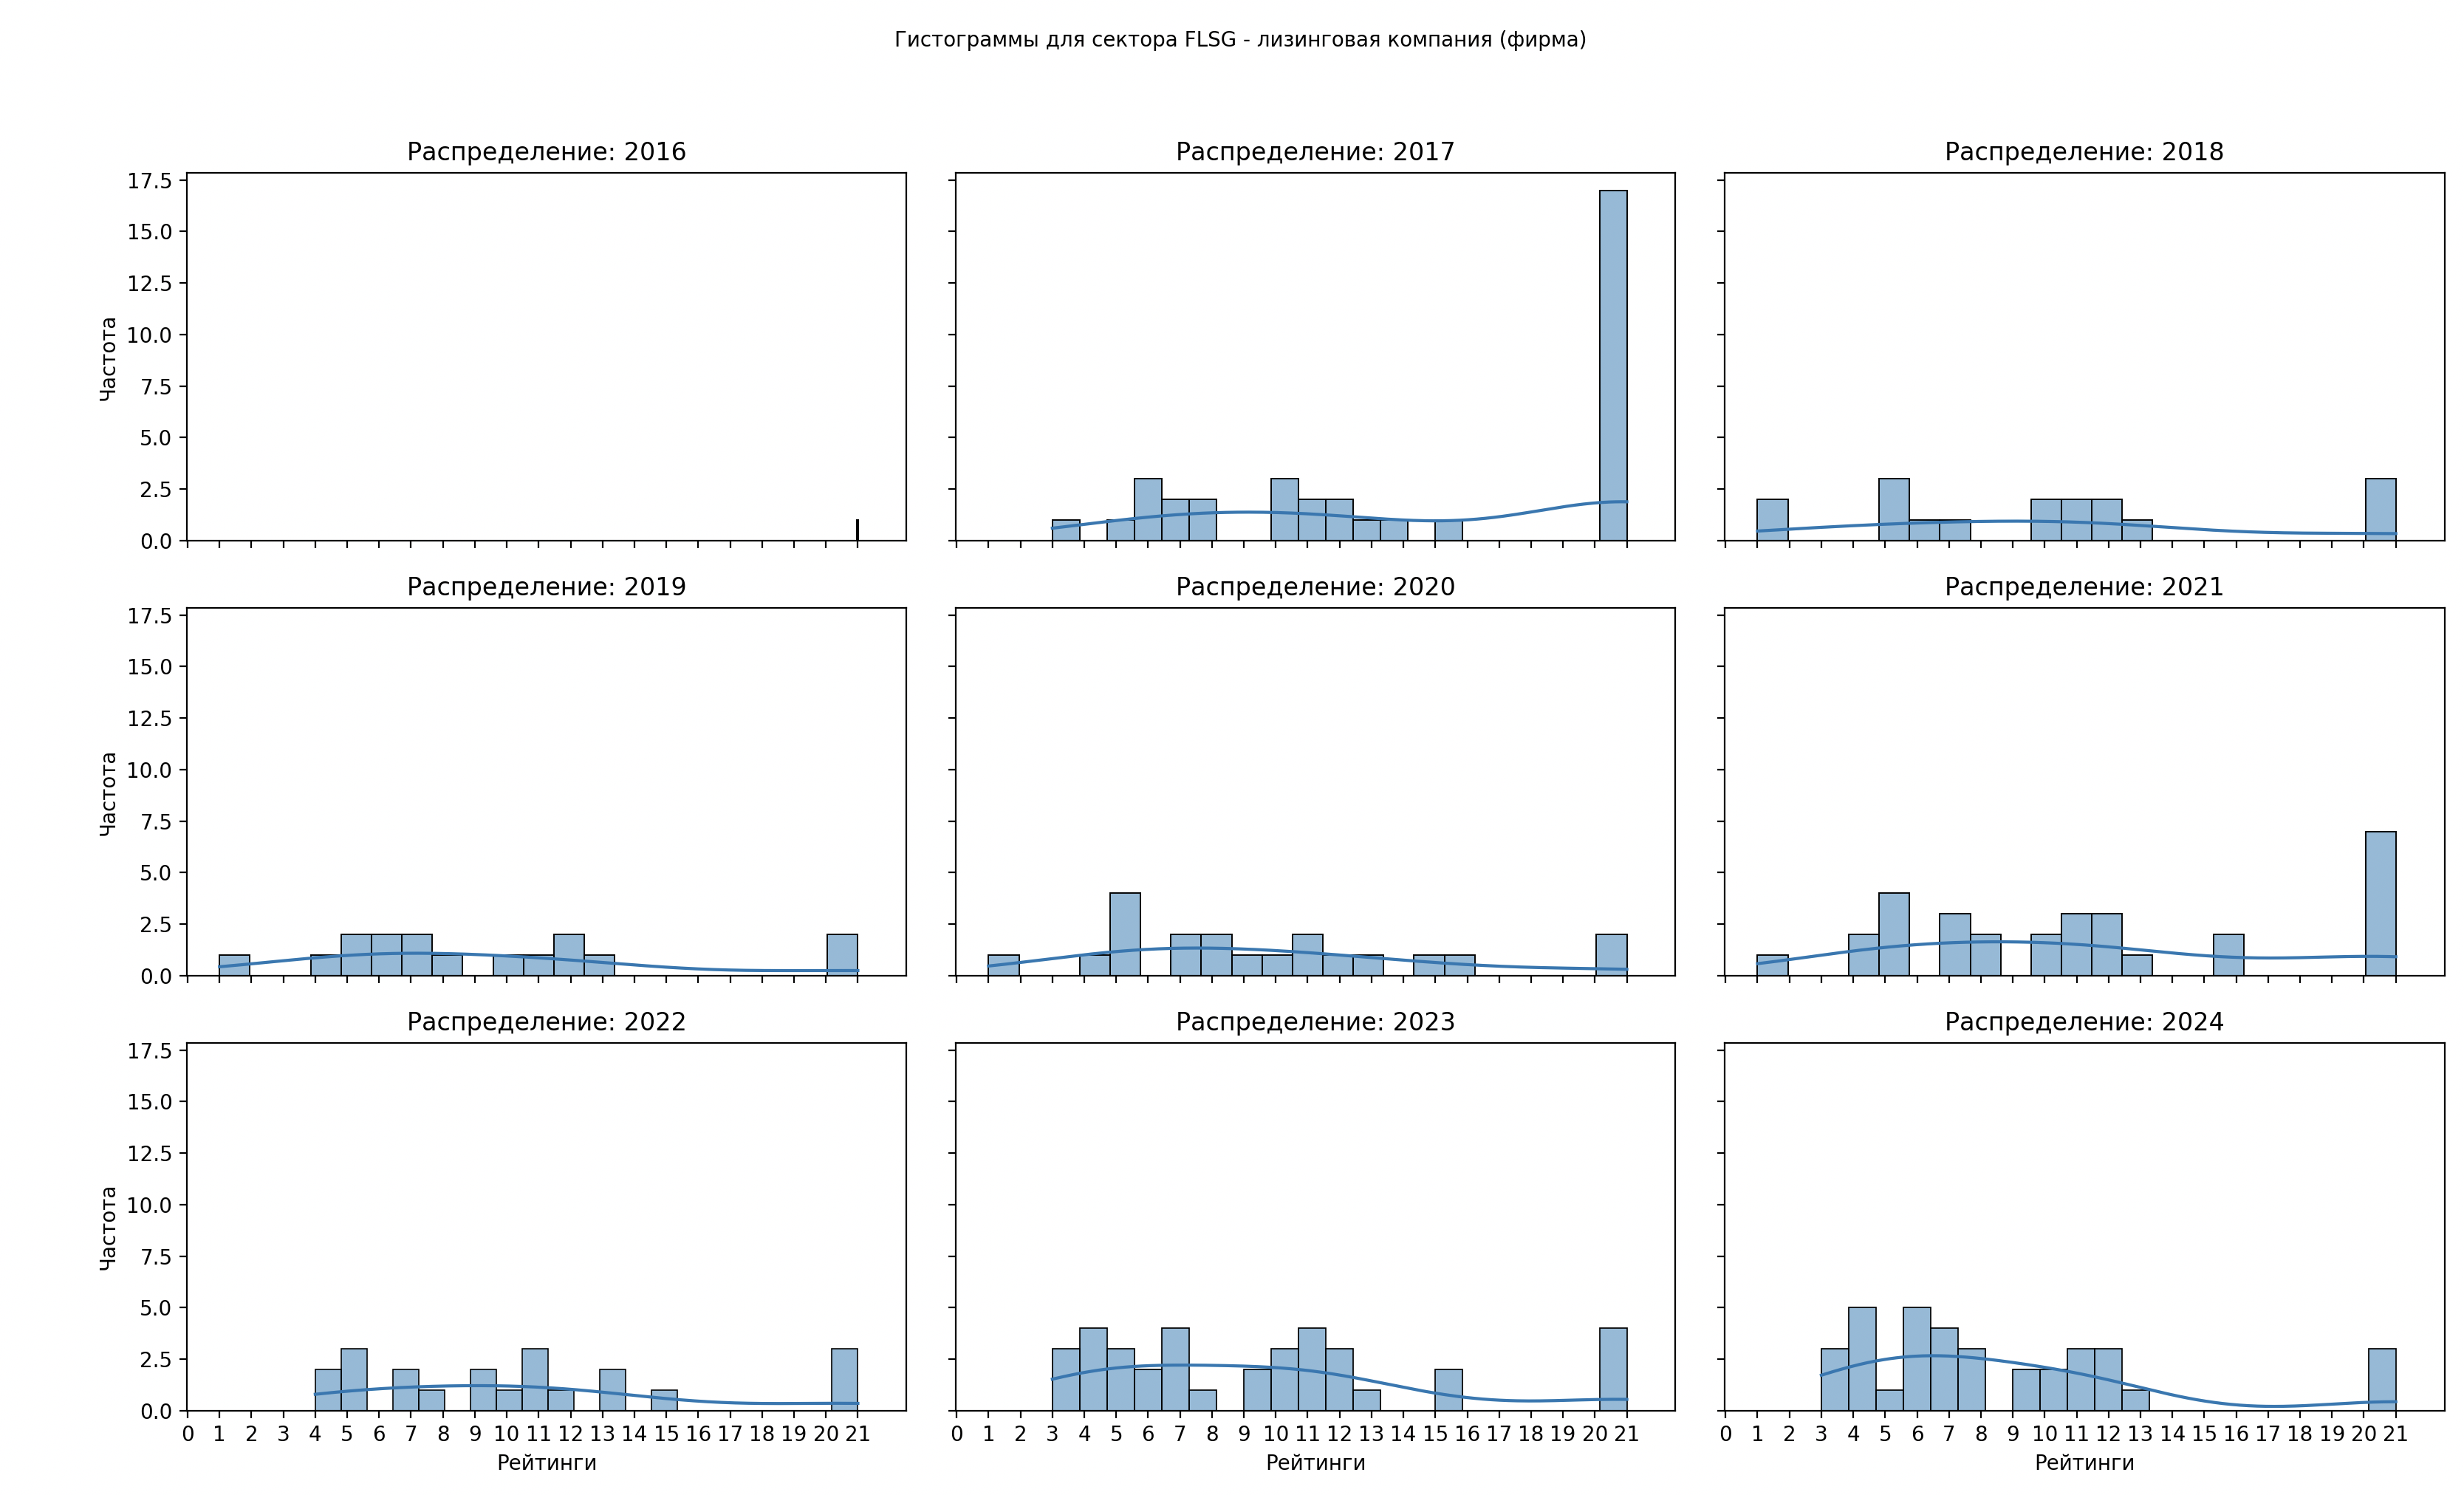 Гистограммы для сектора FLSG - лизинговая компания (фирма)
Распределение: 2016
Распределение: 2017
Распределение: 2018
17.5
15.0
12.5
10.0
7.5
5.0
2.5
0.0
Частота
Распределение: 2019
Распределение: 2020
Распределение: 2021
17.5
15.0
12.5
10.0
7.5
5.0
2.5
0.0
Частота
Распределение: 2022
Распределение: 2023
Распределение: 2024
17.5
15.0
12.5
10.0
7.5
5.0
2.5
0.0
Частота
0 1 2 3 4 5 6 7 8 9 10 11 12 13 14 15 16 17 18 19 20 21
0 1 2 3 4 5 6 7 8 9 10 11 12 13 14 15 16 17 18 19 20 21
0 1 2 3 4 5 6 7 8 9 10 11 12 13 14 15 16 17 18 19 20 21
Рейтинги
Рейтинги
Рейтинги